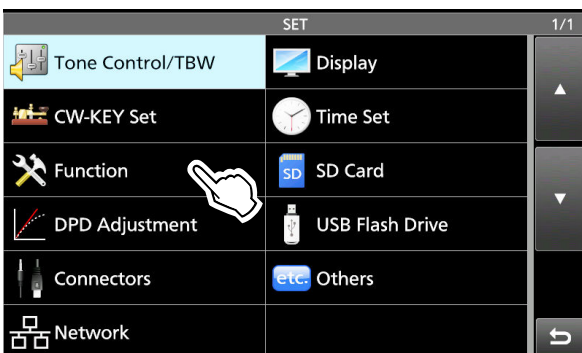 SET 1/1
Tone Control/TBW
Display
CW-KEY Set
Time Set
Function
SD SD Card
DPD Adjustment
USB Flash Drive
Connectors
etc. Others
Network